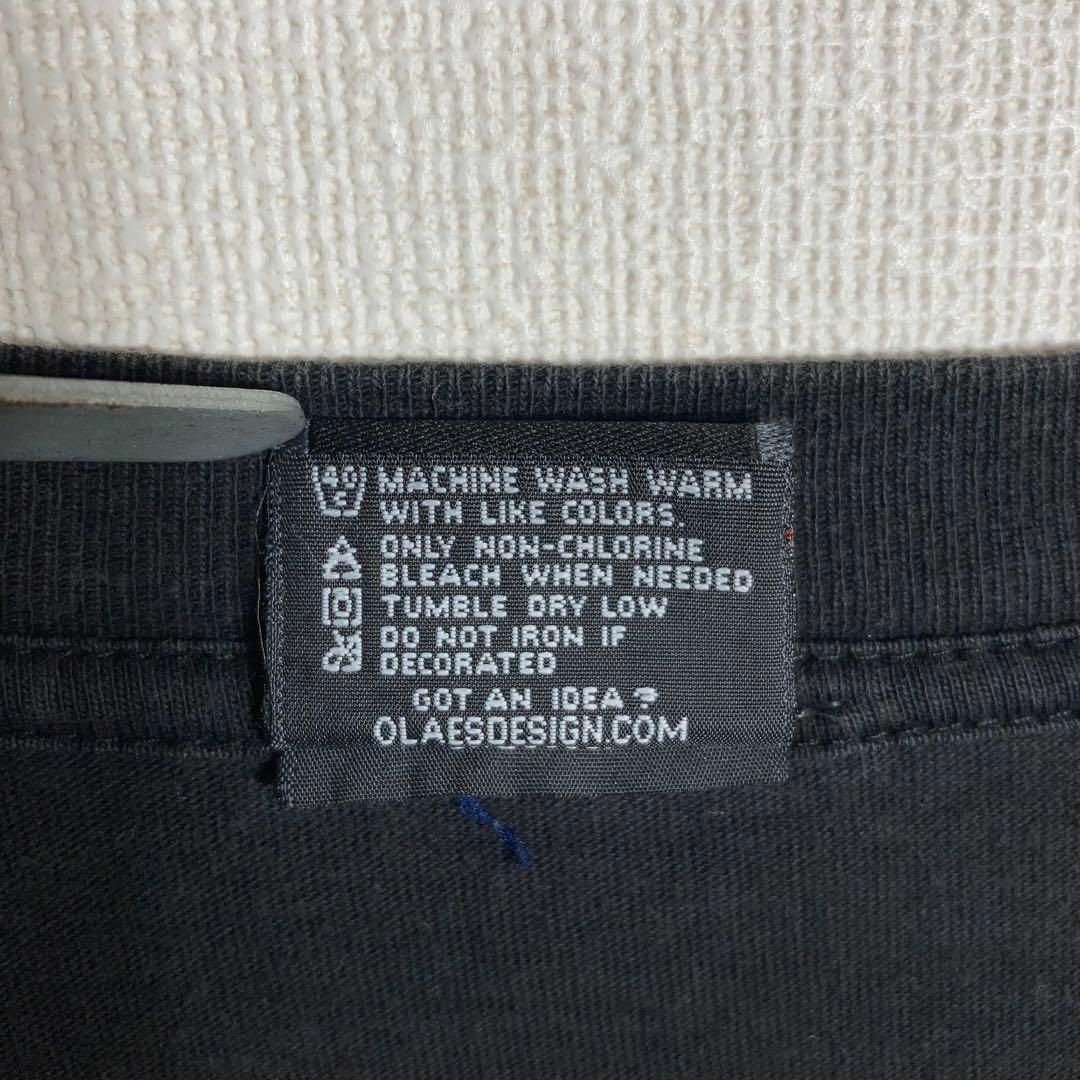 40
C
MACHINE WASH WARM
WITH LIKE COLORS.
ONLY NON-CHLORINE
BLEACH WHEN NEEDED
TUMBLE DRY LOW
DO NOT IRON IF
DECORATED
GOT AN IDEA?
OLAESDESIGN.COM